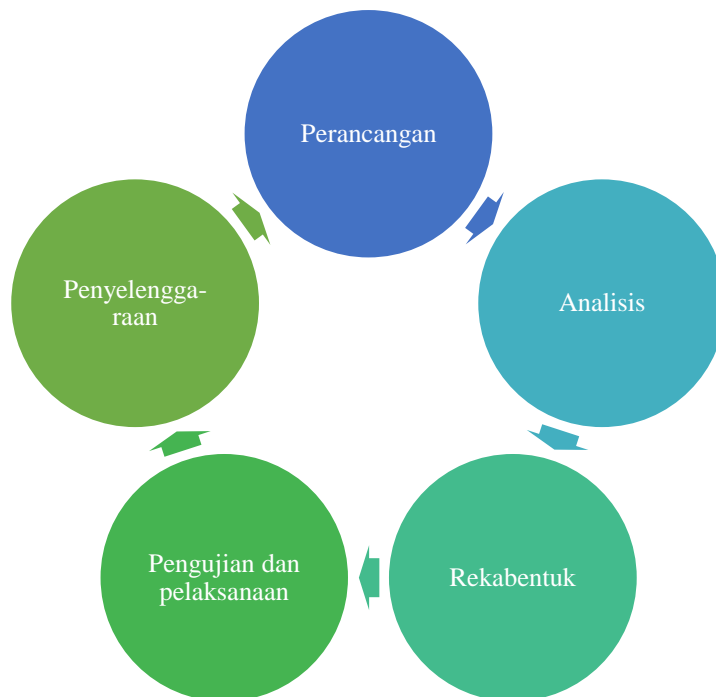 Perancangan
Analisis
Rekabentuk
Pengujian dan
pelaksanaan
Penyelengga-
raan